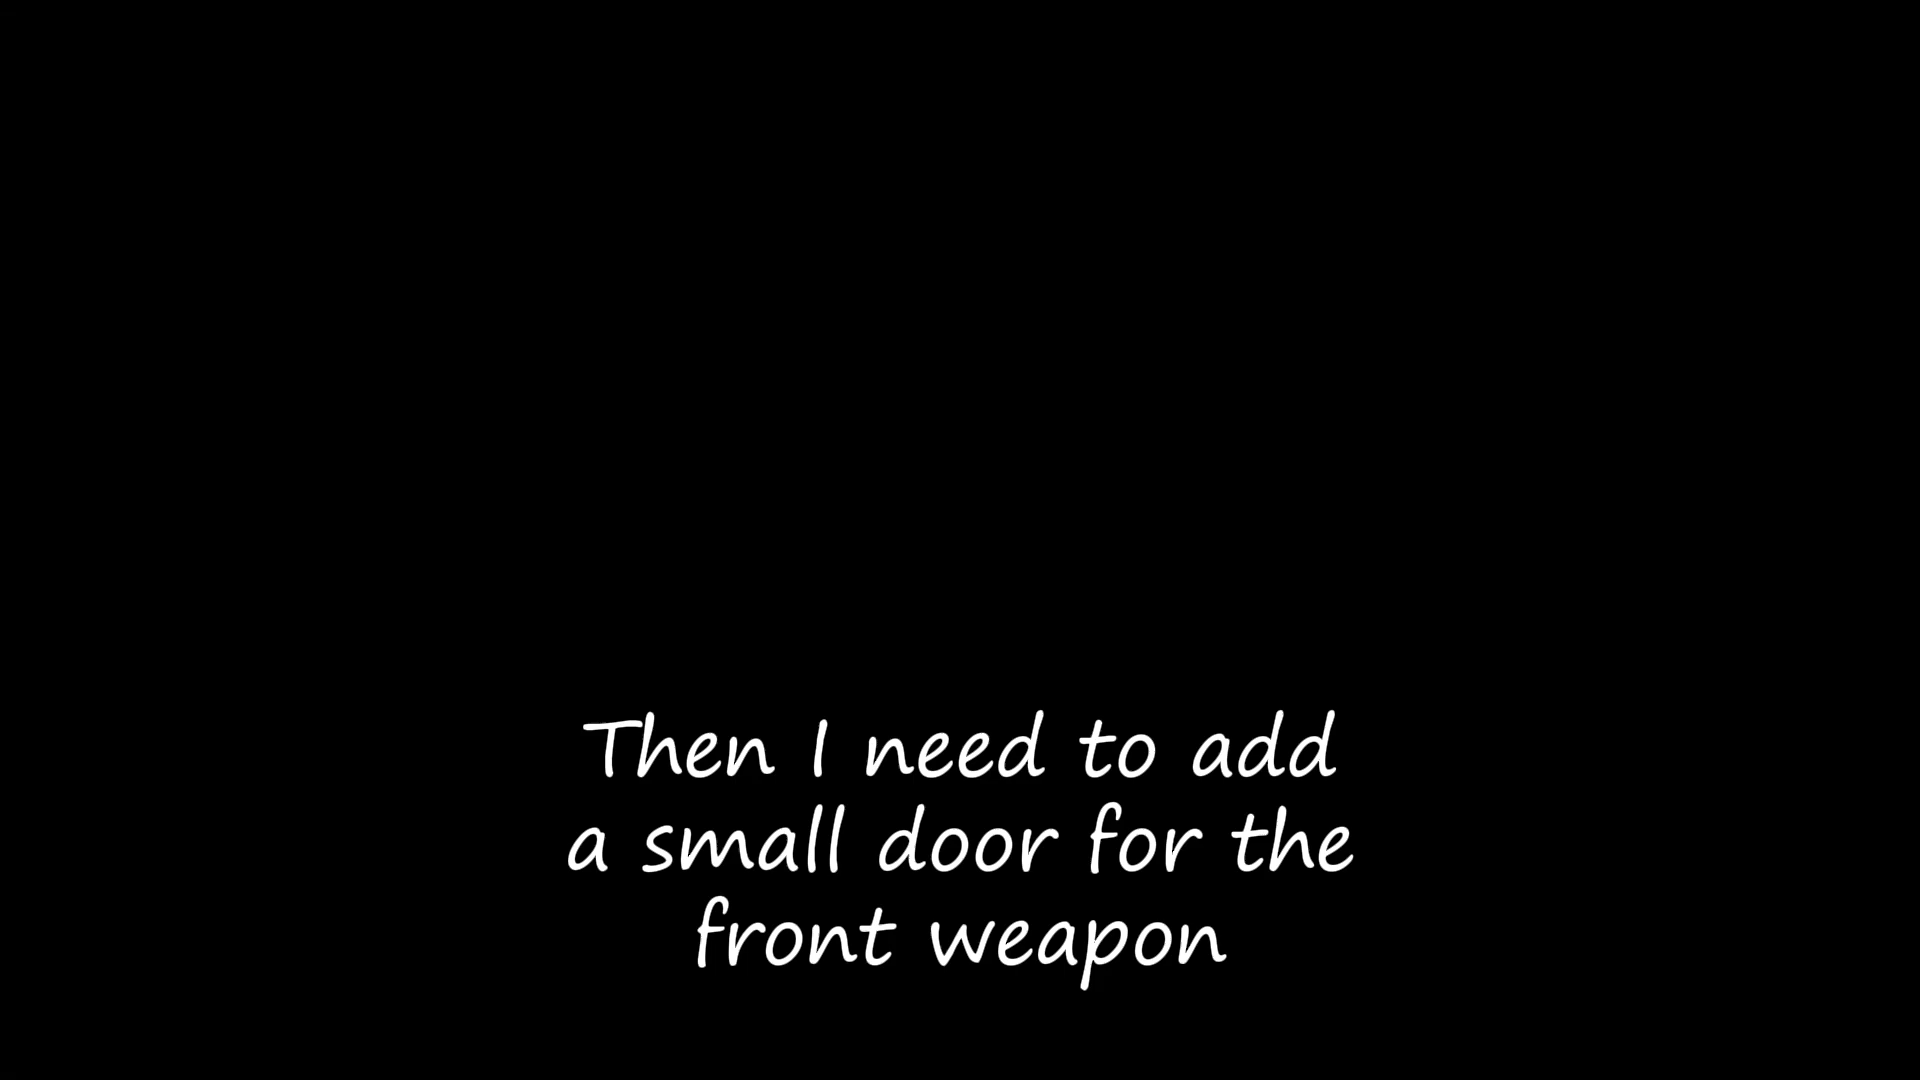 Then I need to add
a small door for the
front weapon